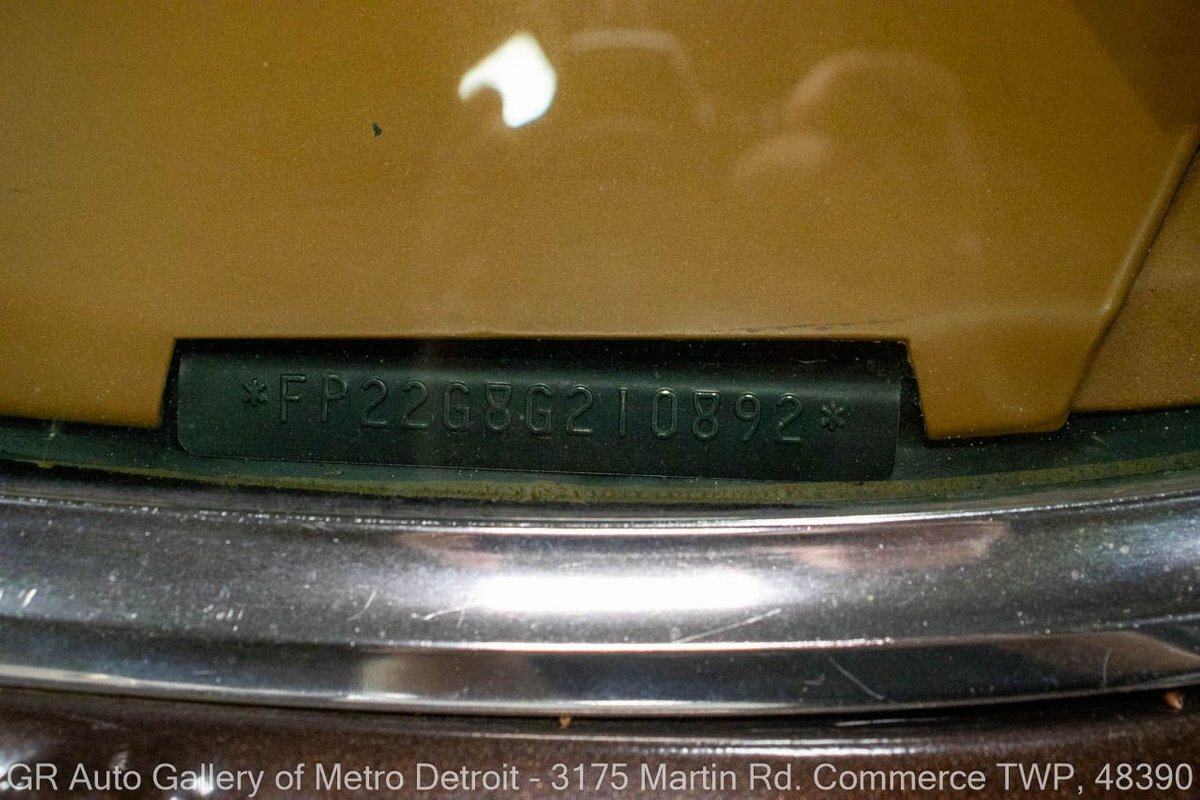 *FP22G8G210892*
GR Auto Gallery of Metro Detroit - 3175 Martin Rd. Commerce TWP, 48390